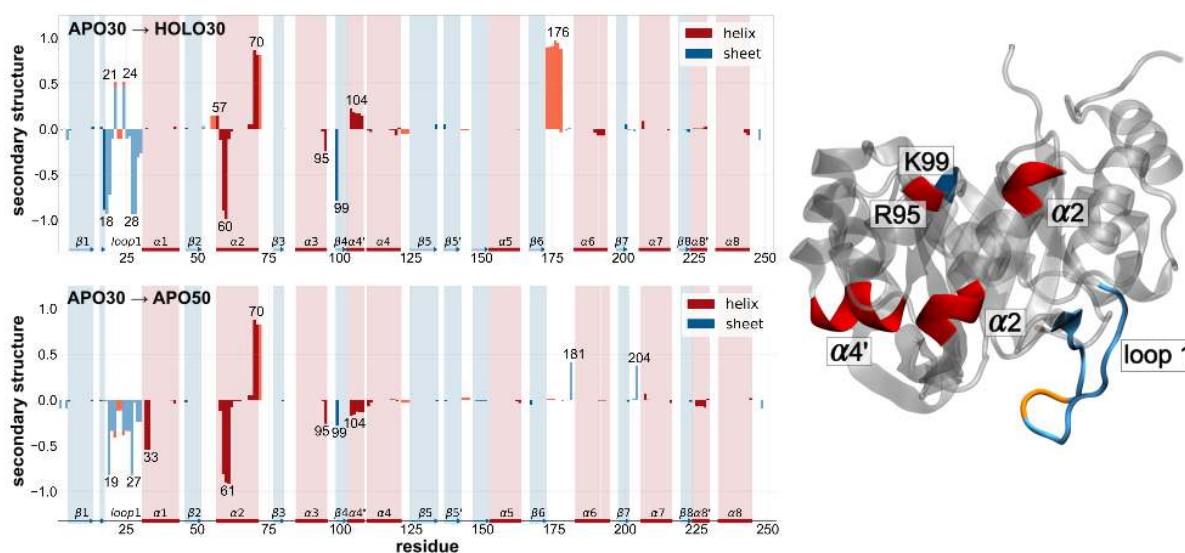 APO30 → HOLO30
secondary structure
1.0
0.5
0.0
−0.5
−1.0
21
24
18
28
57
60
70
95
99
104
176
helix
sheet
β1 loop1 α1 β2 α2 β3 α3 β4 α4' α4 β5 β5' α5 β6 α6 β7 α7 β8 α8' α8
25 50 75 100 125 150 175 200 225 250
APO30 → APO50
secondary structure
1.0
0.5
0.0
−0.5
−1.0
19
27
33
61
70
95
99
104
181
204
helix
sheet
β1 loop1 α1 β2 α2 β3 α3 β4 α4' α4 β5 β5' α5 β6 α6 β7 α7 β8 α8' α8
25 50 75 100 125 150 175 200 225 250
residue
K99
R95
α2
α4'
α2
loop 1